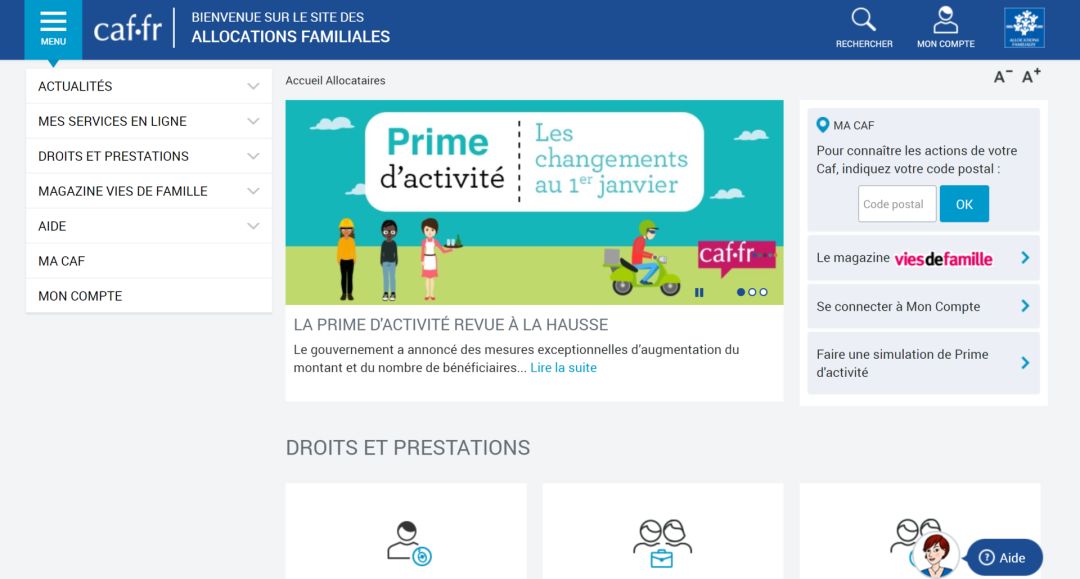 MENU
caf.fr
BIENVENUE SUR LE SITE DES
ALLOCATIONS FAMILIALES
RECHERCHER
MON COMPTE
ALLOCATIONS
FAMILIALES
ACTUALITÉS
MES SERVICES EN LIGNE
DROITS ET PRESTATIONS
MAGAZINE VIES DE FAMILLE
AIDE
MA CAF
MON COMPTE
Accueil Allocataires
A⁻ A⁺
Prime
d'activité
Les
changements
au 1er janvier
caf.fr
LA PRIME D'ACTIVITÉ REVUE À LA HAUSSE
Le gouvernement a annoncé des mesures exceptionnelles d'augmentation du
montant et du nombre de bénéficiaires... Lire la suite
MA CAF
Pour connaître les actions de votre
Caf, indiquez votre code postal :
Code postal
OK
Le magazine viesdefamille
Se connecter à Mon Compte
Faire une simulation de Prime
d'activité
DROITS ET PRESTATIONS
? Aide